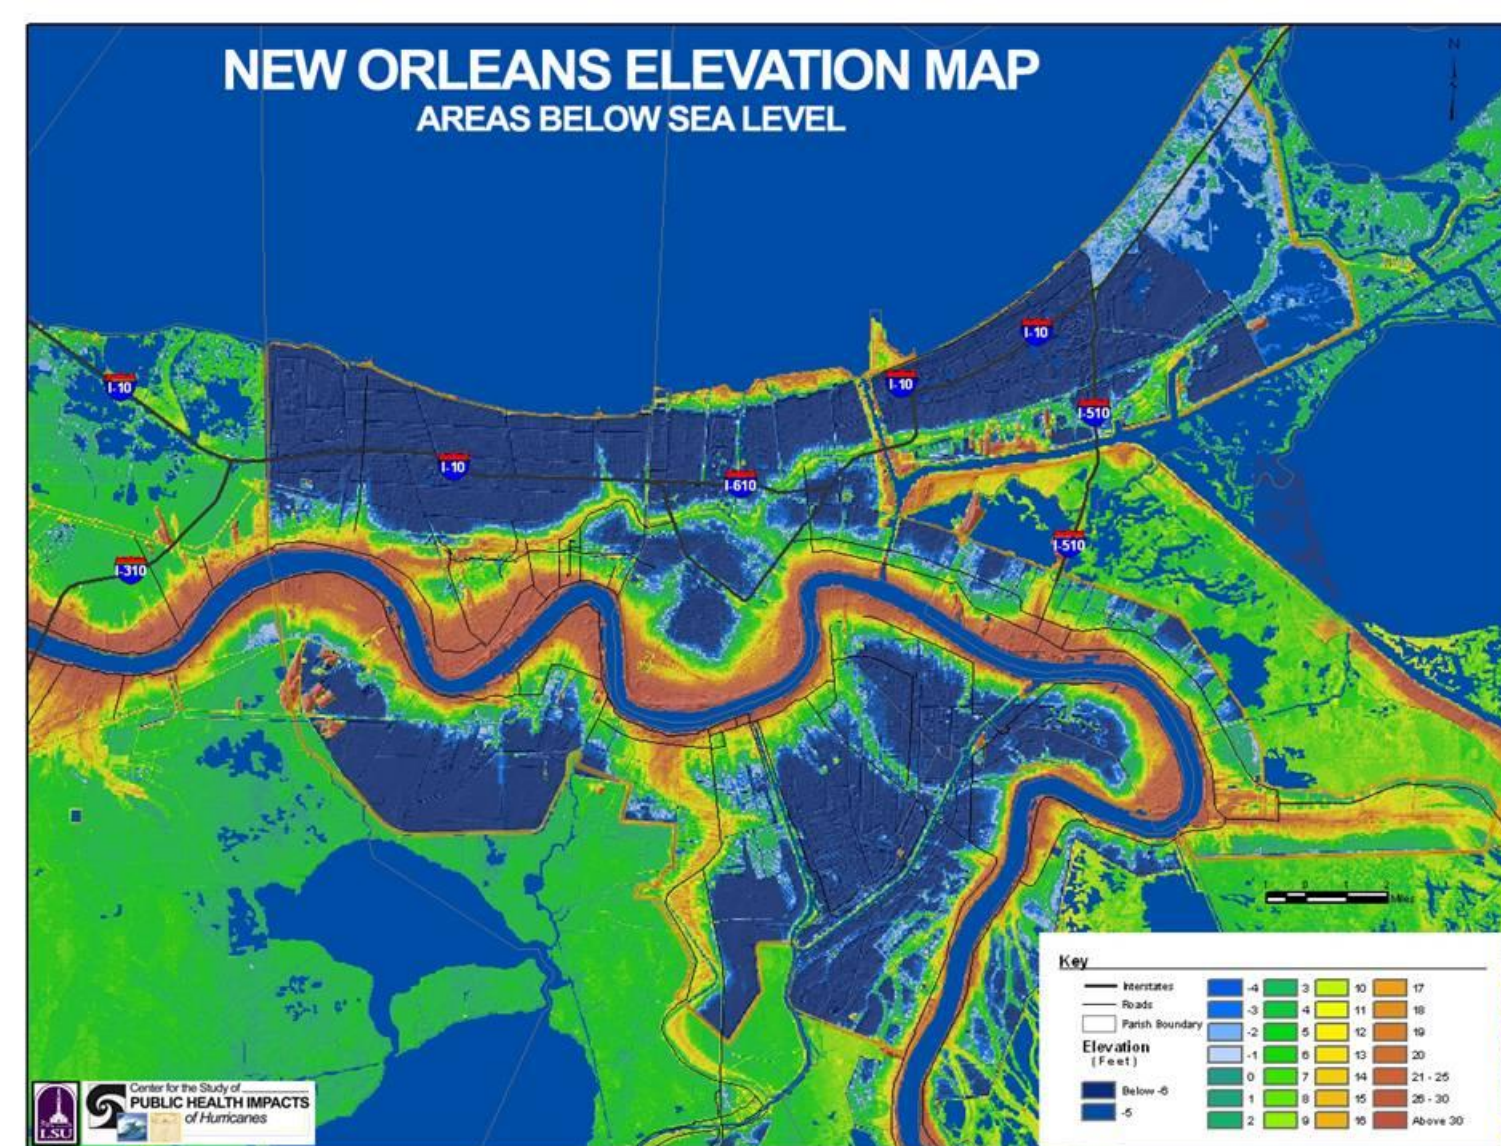 NEW ORLEANS ELEVATION MAP
AREAS BELOW SEA LEVEL
N
I-10
I-10
I-10
I-10
I-510
I-610
I-510
I-310
Miles
Key
Interstates
Roads
Parish Boundary
Elevation
(Feet)
Below -6
-5
-4
-3
-2
-1
0
1
2
3
4
5
6
7
8
9
10
11
12
13
14
15
16
17
18
19
20
21 - 25
26 - 30
Above 30
LSU
Center for the Study of
PUBLIC HEALTH IMPACTS
of Hurricanes